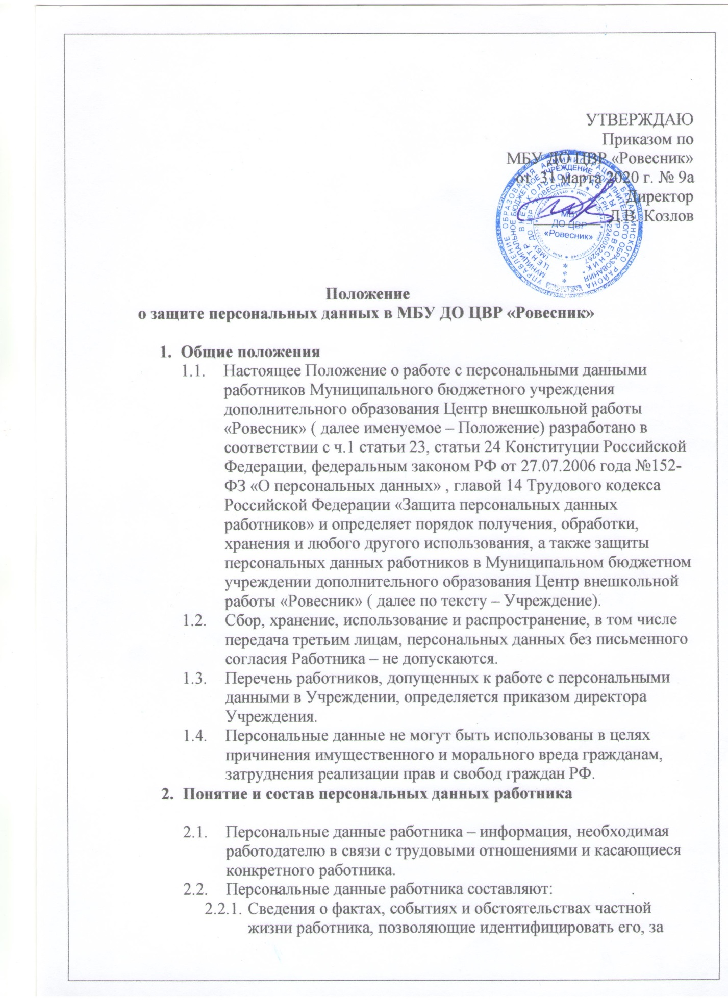 УТВЕРЖДАЮ
Приказом по
МБУ ДО ЦВР «Ровесник»
от 31 марта 2020 г. № 9а
Директор
Д.В. Козлов
МБУ
ДО ЦВР
«Ровесник»
Положение
о защите персональных данных в МБУ ДО ЦВР «Ровесник»
1. Общие положения
1.1. Настоящее Положение о работе с персональными данными
работников Муниципального бюджетного учреждения
дополнительного образования Центр внешкольной работы
«Ровесник» ( далее именуемое – Положение) разработано в
соответствии с ч.1 статьи 23, статьи 24 Конституции Российской
Федерации, федеральным законом РФ от 27.07.2006 года №152-
ФЗ «О персональных данных» , главой 14 Трудового кодекса
Российской Федерации «Защита персональных данных
работников» и определяет порядок получения, обработки,
хранения и любого другого использования, а также защиты
персональных данных работников в Муниципальном бюджетном
учреждении дополнительного образования Центр внешкольной
работы «Ровесник» ( далее по тексту – Учреждение).
1.2. Сбор, хранение, использование и распространение, в том числе
передача третьим лицам, персональных данных без письменного
согласия Работника – не допускаются.
1.3. Перечень работников, допущенных к работе с персональными
данными в Учреждении, определяется приказом директора
Учреждения.
1.4. Персональные данные не могут быть использованы в целях
причинения имущественного и морального вреда гражданам,
затруднения реализации прав и свобод граждан РФ.
2. Понятие и состав персональных данных работника
2.1. Персональные данные работника – информация, необходимая
работодателю в связи с трудовыми отношениями и касающиеся
конкретного работника.
2.2. Персональные данные работника составляют:
2.2.1. Сведения о фактах, событиях и обстоятельствах частной
жизни работника, позволяющие идентифицировать его, за